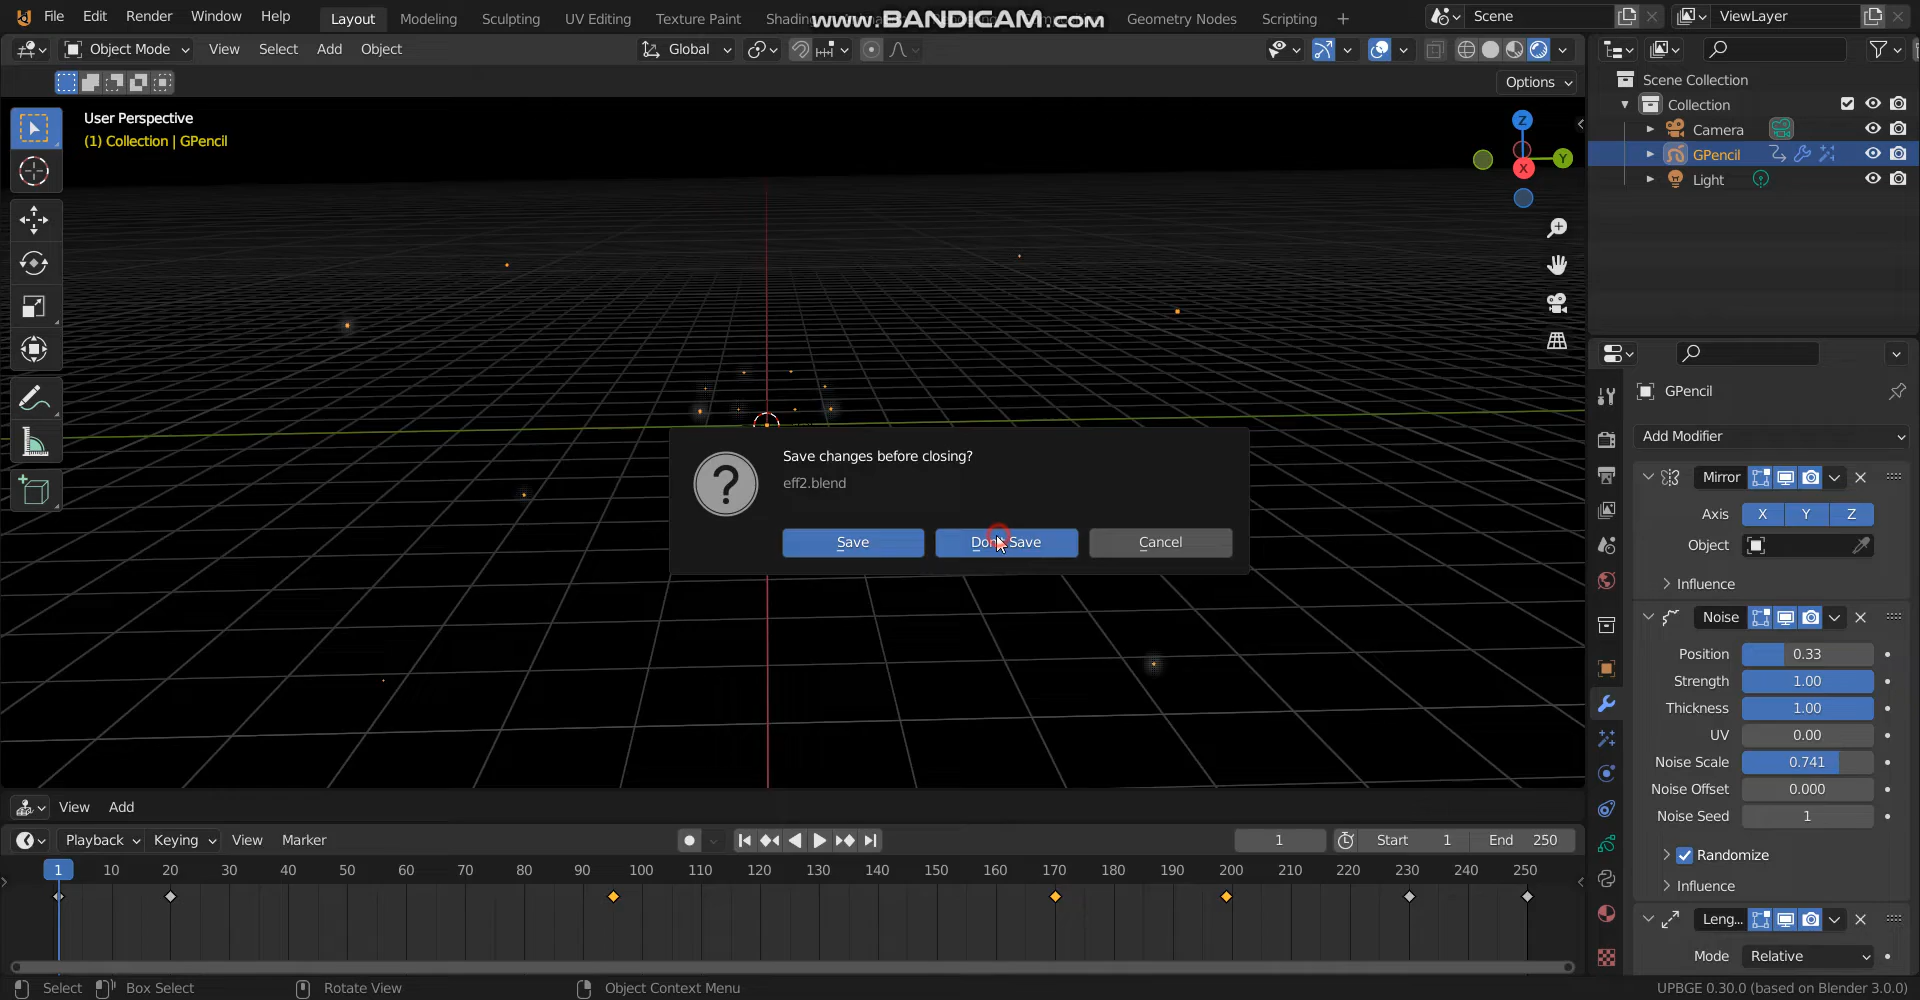 File Edit Render Window Help Layout Modeling Sculpting UV Editing Texture Paint Shading www.BANDICAM.com Geometry Nodes Scripting Scene ViewLayer
Object Mode View Select Add Object Global
Options
User Perspective
(1) Collection | GPencil
Z
Y
X
Scene Collection
Collection
Camera
GPencil
Light
Save changes before closing?
eff2.blend
Save Don't Save Cancel
GPencil
Add Modifier
Mirror
Axis X Y Z
Object
Influence
Noise
Position 0.33
Strength 1.00
Thickness 1.00
UV 0.00
Noise Scale 0.741
Noise Offset 0.000
Noise Seed 1
Randomize
Influence
Leng...
Mode Relative
View Add
Playback Keying View Marker 1 Start 1 End 250
1 10 20 30 40 50 60 70 80 90 100 110 120 130 140 150 160 170 180 190 200 210 220 230 240 250
Select Box Select Rotate View Object Context Menu UPBGE 0.30.0 (based on Blender 3.0.0)